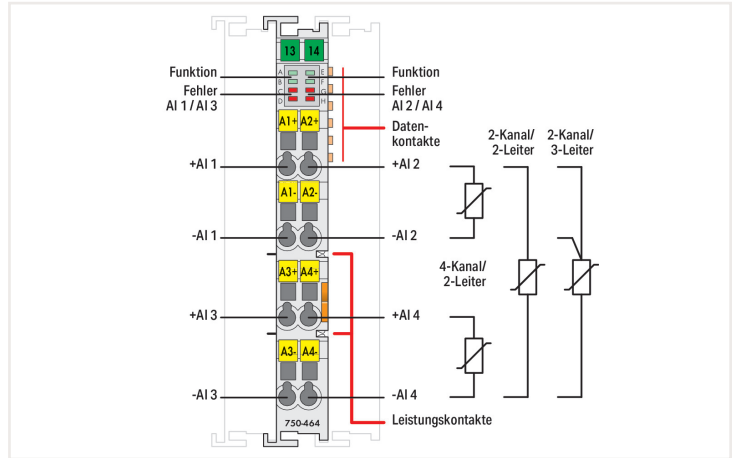 13 14
A E
B F
C G
D H
Funktion
Fehler
AI 1 / AI 3
Funktion
Fehler
AI 2 / AI 4
Daten-
kontakte
A1+ A2+
+AI 1
+AI 2
A1- A2-
-AI 1
-AI 2
A3+ A4+
+AI 3
+AI 4
A3- A4-
-AI 3
-AI 4
Leistungskontakte
750-464
2-Kanal/
2-Leiter
2-Kanal/
3-Leiter
4-Kanal/
2-Leiter